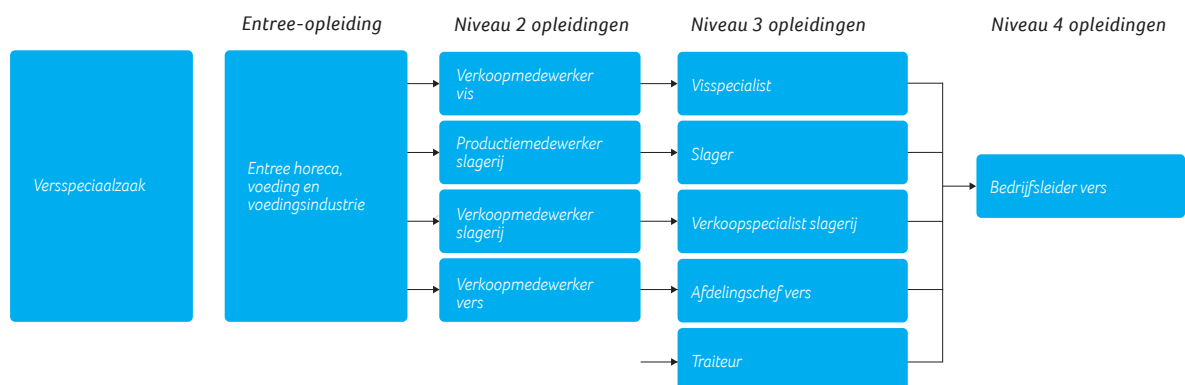 Entree-opleiding
Niveau 2 opleidingen
Niveau 3 opleidingen
Niveau 4 opleidingen
Versspeciaalzaak
Entree horeca,
voeding en
voedingsindustrie
Verkoopmedewerker
vis
Productiemedewerker
slagerij
Verkoopmedewerker
slagerij
Verkoopmedewerker
vers
Visspecialist
Slager
Verkoopspecialist slagerij
Afdelingschef vers
Traiteur
Bedrijfsleider vers